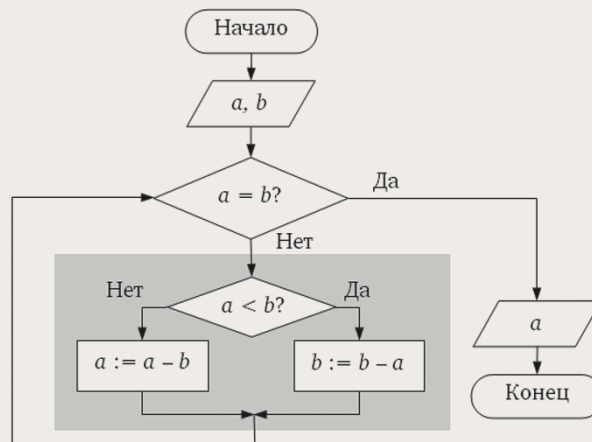 Начало
a, b
a = b?
Да
Нет
Нет
a < b?
Да
a
a := a – b
b := b – a
Конец